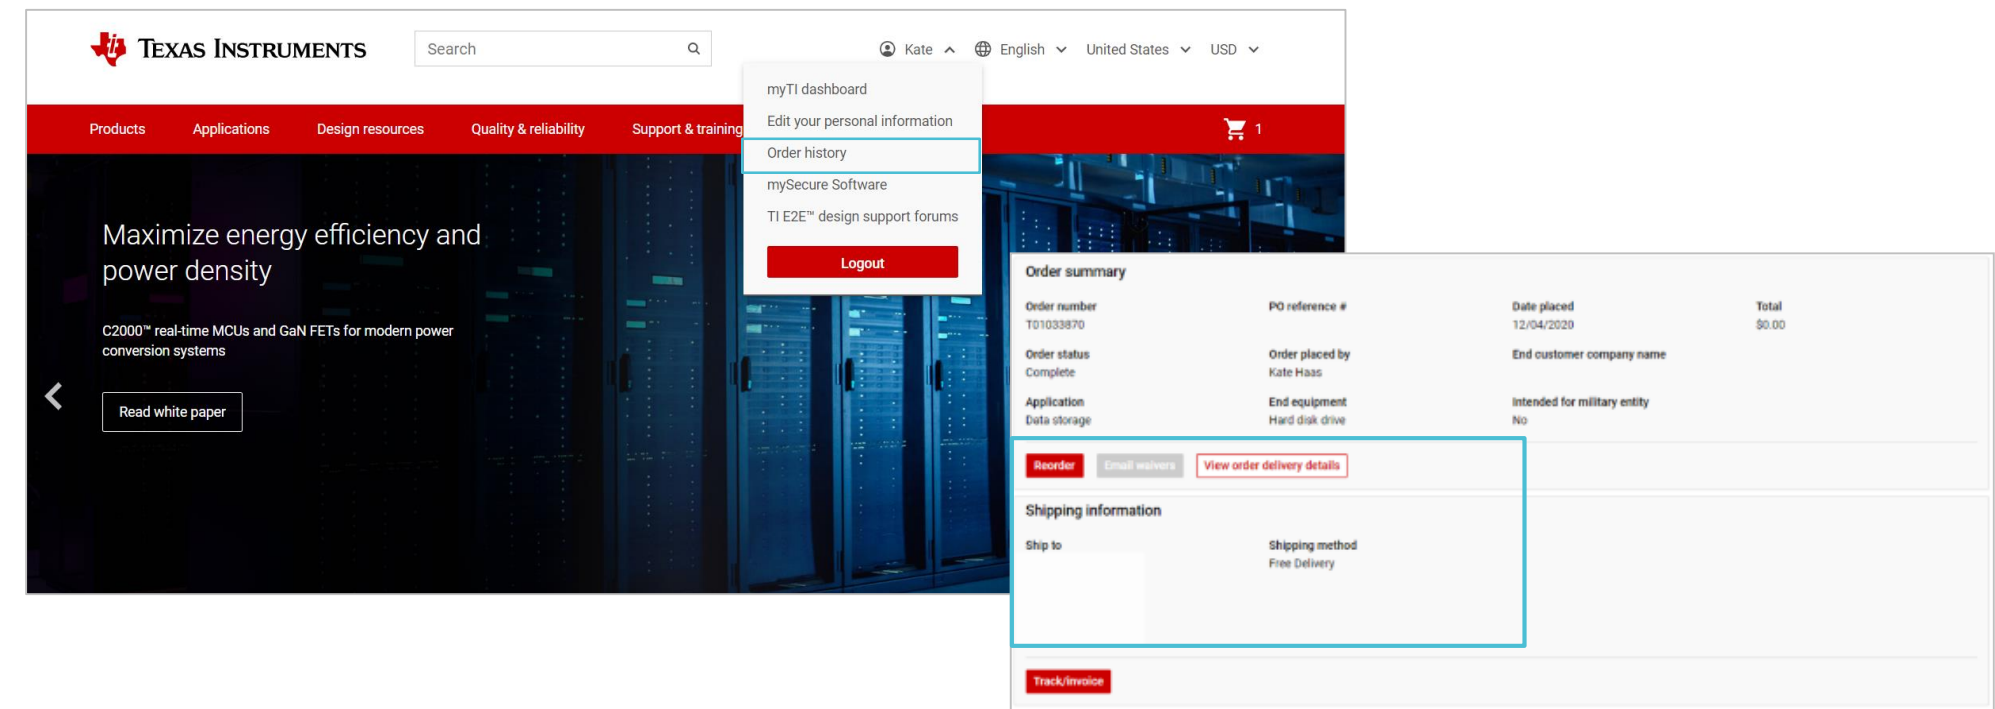 TEXAS INSTRUMENTS
Search
Kate
English
United States
USD
myTI dashboard
Edit your personal information
Order history
mySecure Software
TI E2E™ design support forums
Logout
Products
Applications
Design resources
Quality & reliability
Support & training
1
Maximize energy efficiency and
power density
C2000™ real-time MCUs and GaN FETs for modern power
conversion systems
Read white paper
Order summary
Order number
PO reference #
Date placed
Total
T01033870
12/04/2020
$0.00
Order status
Order placed by
End customer company name
Complete
Kate Haas
Application
End equipment
Intended for military entity
Data storage
Hard disk drive
No
Reorder
Email waivers
View order delivery details
Shipping information
Ship to
Shipping method
Free Delivery
Track/invoice